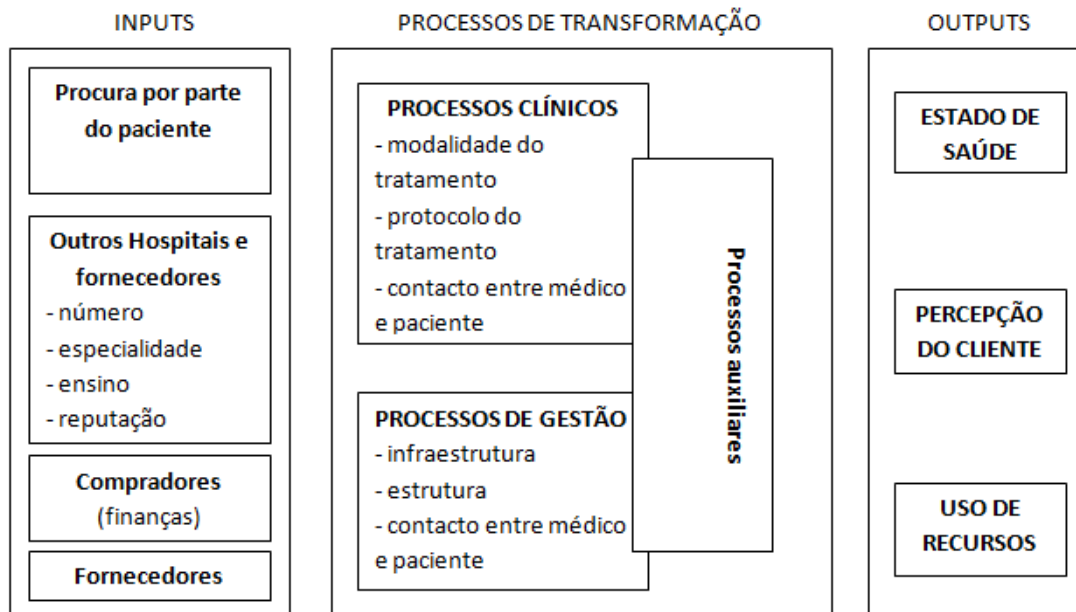 INPUTS
Procura por parte
do paciente
Outros Hospitais e
fornecedores
- número
- especialidade
- ensino
- reputação
Compradores
(finanças)
Fornecedores
PROCESSOS DE TRANSFORMAÇÃO
PROCESSOS CLÍNICOS
- modalidade do
tratamento
- protocolo do
tratamento
- contacto entre médico
e paciente
PROCESSOS DE GESTÃO
- infraestrutura
- estrutura
- contacto entre médico
e paciente
Processos auxiliares
OUTPUTS
ESTADO DE
SAÚDE
PERCEPÇÃO
DO CLIENTE
USO DE
RECURSOS